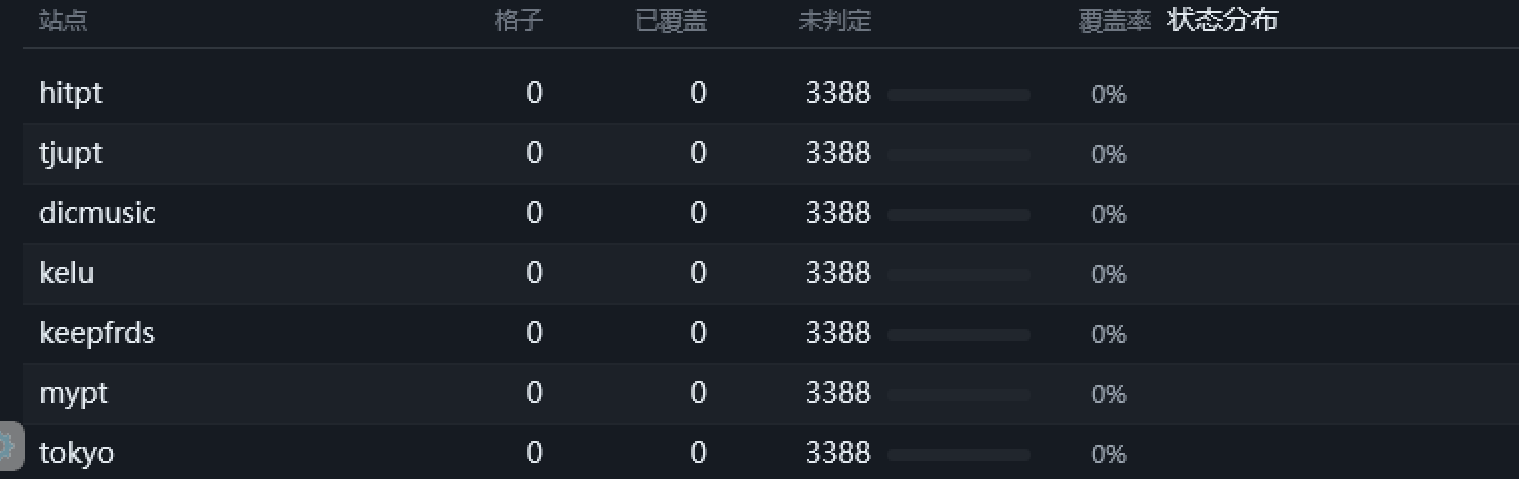 站点 格子 已覆盖 未判定 覆盖率 状态分布
hitpt 0 0 3388 0%
tjupt 0 0 3388 0%
dicmusic 0 0 3388 0%
kelu 0 0 3388 0%
keepfrds 0 0 3388 0%
mypt 0 0 3388 0%
tokyo 0 0 3388 0%